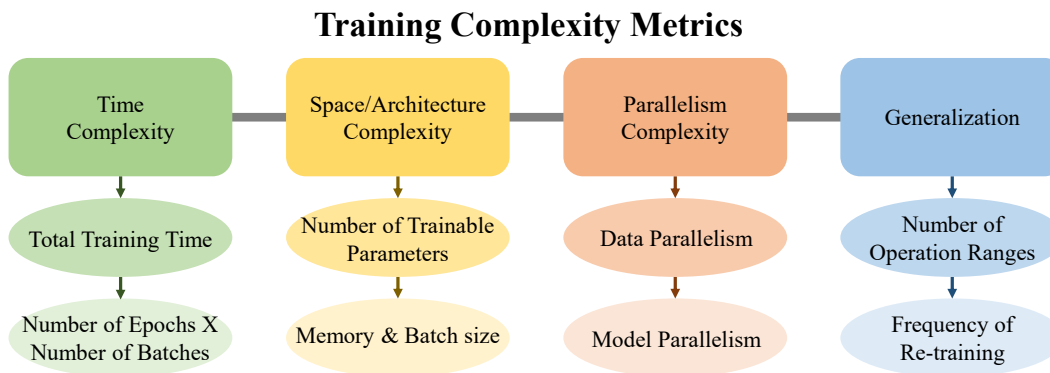 Training Complexity Metrics
Time
Complexity
Space/Architecture
Complexity
Parallelism
Complexity
Generalization
Total Training Time
Number of Trainable
Parameters
Data Parallelism
Number of
Operation Ranges
Number of Epochs X
Number of Batches
Memory & Batch size
Model Parallelism
Frequency of
Re-training